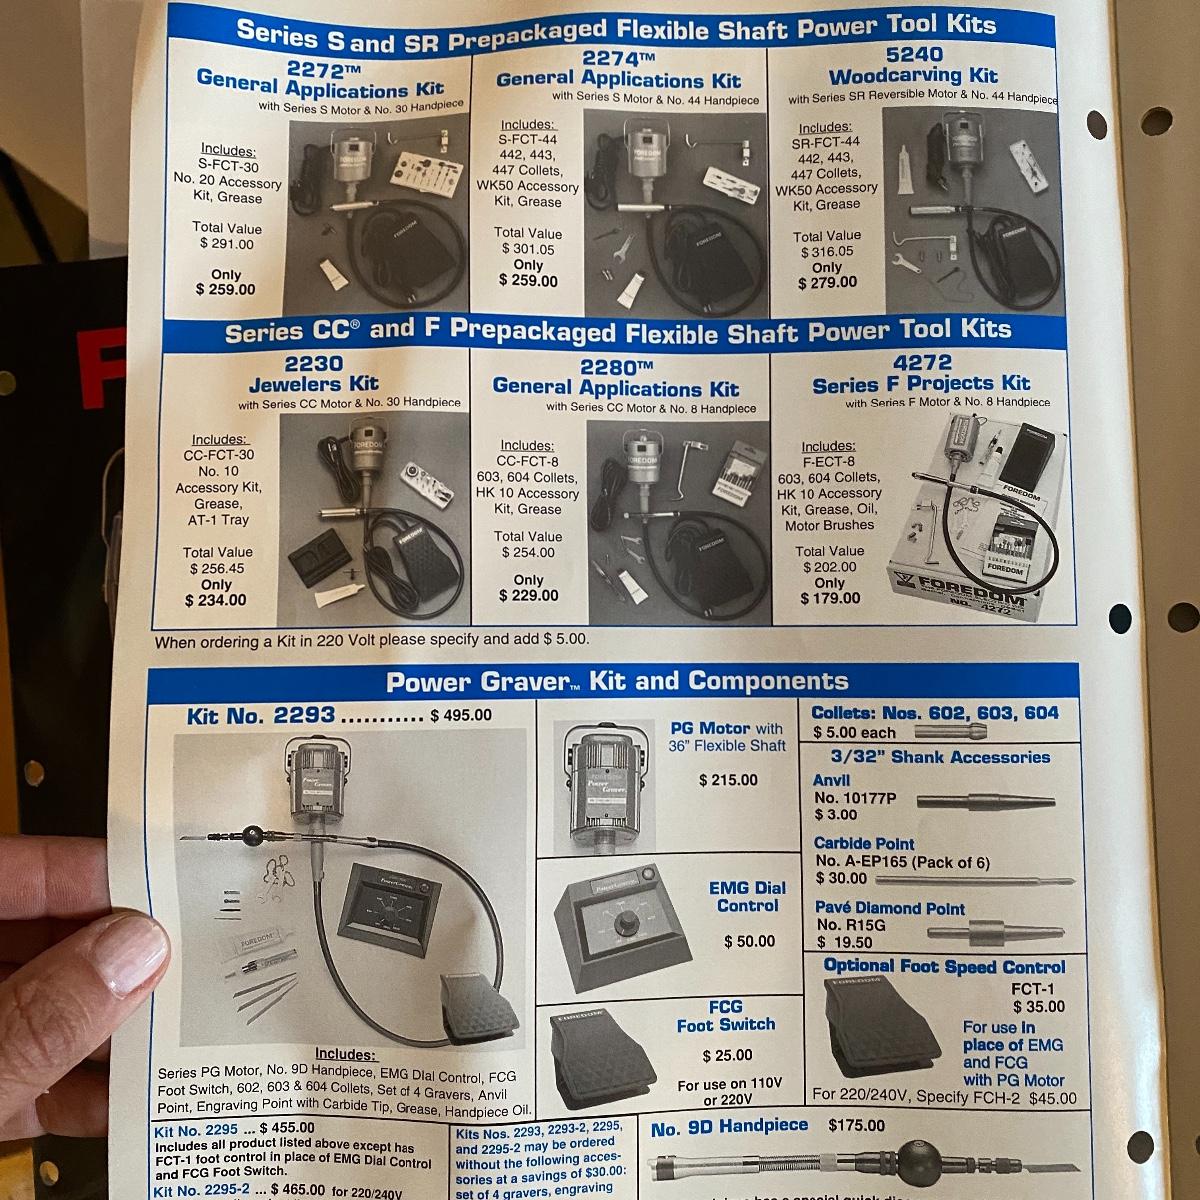 Series S and SR Prepackaged Flexible Shaft Power Tool Kits
2272™
General Applications Kit
with Series S Motor & No. 30 Handpiece
Includes:
S-FCT-30
No. 20 Accessory
Kit, Grease
Total Value
$ 291.00
Only
$ 259.00
2274™
General Applications Kit
with Series S Motor & No. 44 Handpiece
Includes:
S-FCT-44
442, 443,
447 Collets,
WK50 Accessory
Kit, Grease
Total Value
$ 301.05
Only
$ 259.00
5240
Woodcarving Kit
with Series SR Reversible Motor & No. 44 Handpiece
Includes:
SR-FCT-44
442, 443,
447 Collets,
WK50 Accessory
Kit, Grease
Total Value
$ 316.05
Only
$ 279.00
Series CC® and F Prepackaged Flexible Shaft Power Tool Kits
2230
Jewelers Kit
with Series CC Motor & No. 30 Handpiece
Includes:
CC-FCT-30
No. 10
Accessory Kit,
Grease,
AT-1 Tray
Total Value
$ 256.45
Only
$ 234.00
2280™
General Applications Kit
with Series CC Motor & No. 8 Handpiece
Includes:
CC-FCT-8
603, 604 Collets,
HK 10 Accessory
Kit, Grease
Total Value
$ 254.00
Only
$ 229.00
4272
Series F Projects Kit
with Series F Motor & No. 8 Handpiece
Includes:
F-ECT-8
603, 604 Collets,
HK 10 Accessory
Kit, Grease, Oil,
Motor Brushes
Total Value
$ 202.00
Only
$ 179.00
FOREDOM
FOREDOM
FOREDOM
NO. 4272
When ordering a Kit in 220 Volt please specify and add $ 5.00.
Power Graver™ Kit and Components
Kit No. 2293 ........... $ 495.00
Includes:
Series PG Motor, No. 9D Handpiece, EMG Dial Control, FCG
Foot Switch, 602, 603 & 604 Collets, Set of 4 Gravers, Anvil
Point, Engraving Point with Carbide Tip, Grease, Handpiece Oil.
PG Motor with
36" Flexible Shaft
$ 215.00
EMG Dial
Control
$ 50.00
FCG
Foot Switch
$ 25.00
For use on 110V
or 220V
FOREDOM
Collets: Nos. 602, 603, 604
$ 5.00 each
3/32" Shank Accessories
Anvil
No. 10177P
$ 3.00
Carbide Point
No. A-EP165 (Pack of 6)
$ 30.00
Pavé Diamond Point
No. R15G
$ 19.50
Optional Foot Speed Control
FOREDOM
FCT-1
$ 35.00
For use in
place of EMG
and FCG
with PG Motor
For 220/240V, Specify FCH-2 $45.00
Kit No. 2295 ... $ 455.00
Includes all product listed above except has
FCT-1 foot control in place of EMG Dial Control
and FCG Foot Switch.
Kit No. 2295-2 ... $ 465.00 for 220/240V
Kits Nos. 2293, 2293-2, 2295,
and 2295-2 may be ordered
without the following acces-
sories at a savings of $30.00:
set of 4 gravers, engraving
No. 9D Handpiece $175.00